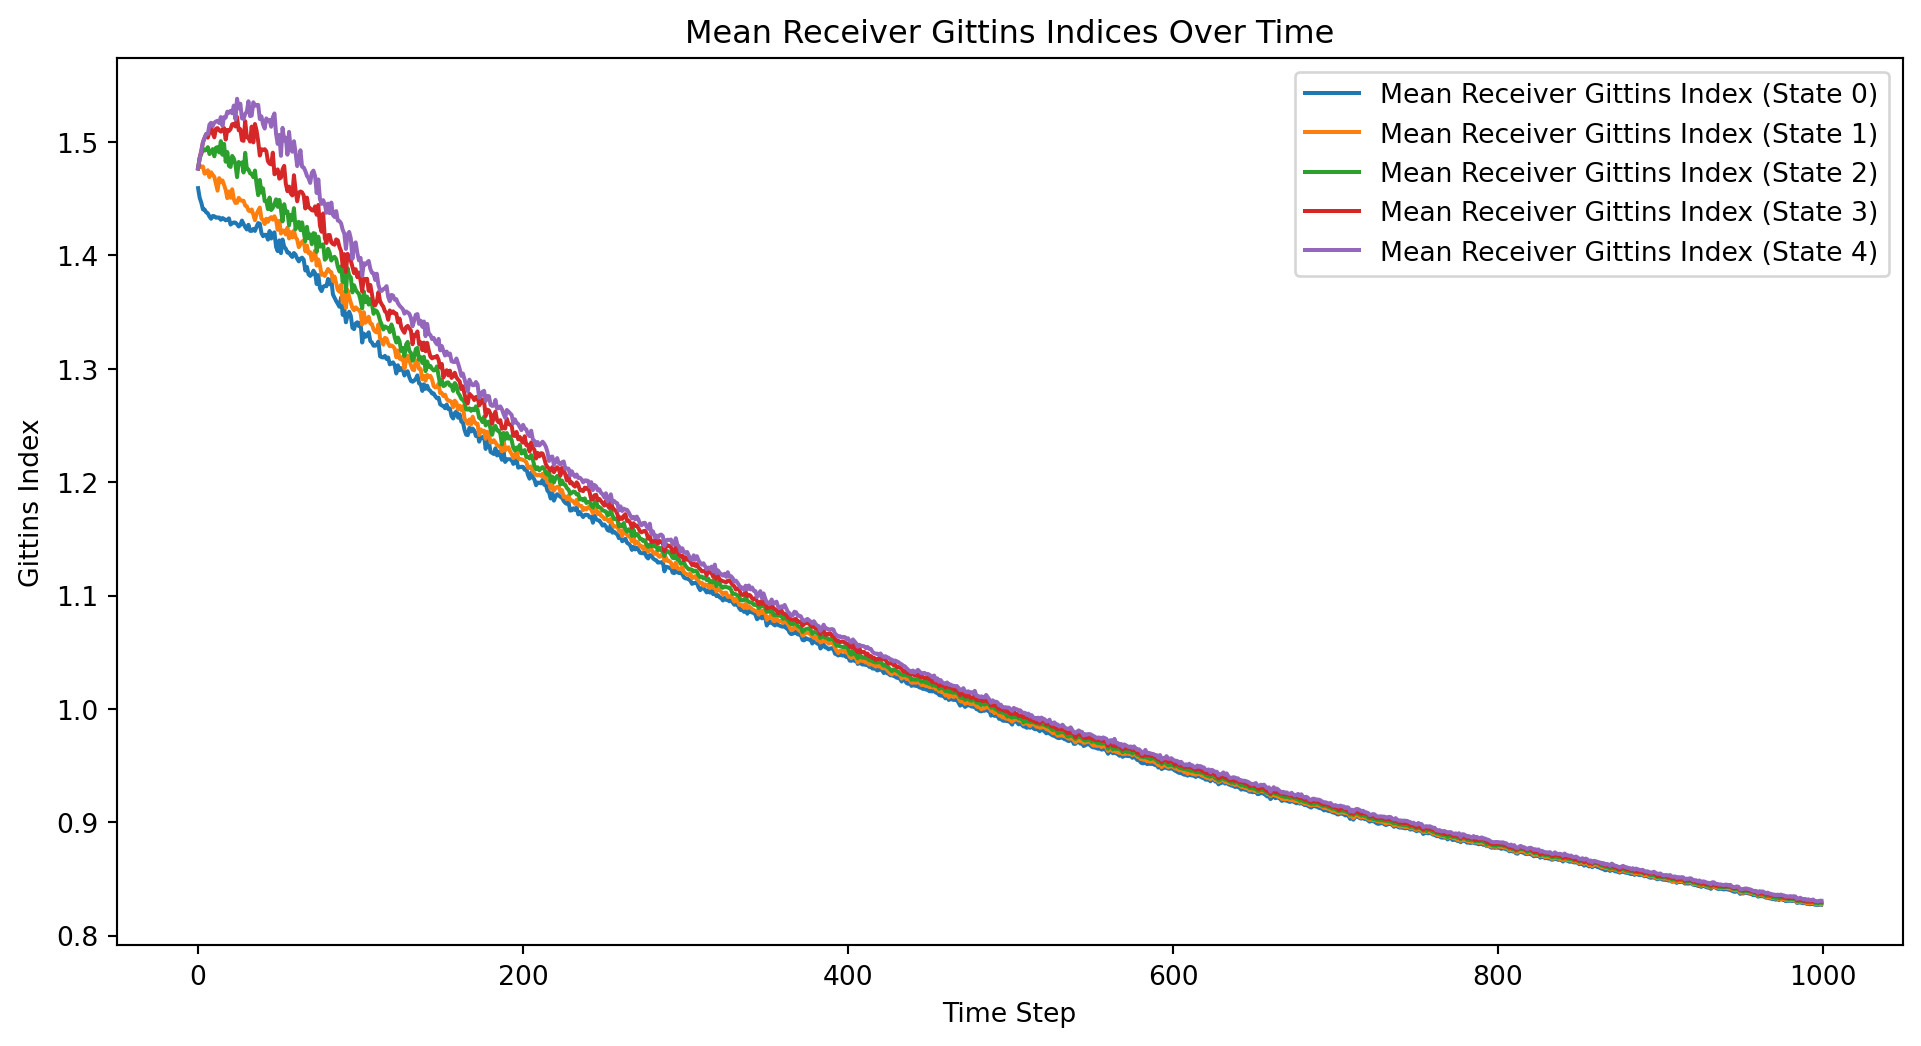 Mean Receiver Gittins Indices Over Time
Mean Receiver Gittins Index (State 0)
Mean Receiver Gittins Index (State 1)
Mean Receiver Gittins Index (State 2)
Mean Receiver Gittins Index (State 3)
Mean Receiver Gittins Index (State 4)
Gittins Index
1.5
1.4
1.3
1.2
1.1
1.0
0.9
0.8
0 200 400 600 800 1000
Time Step